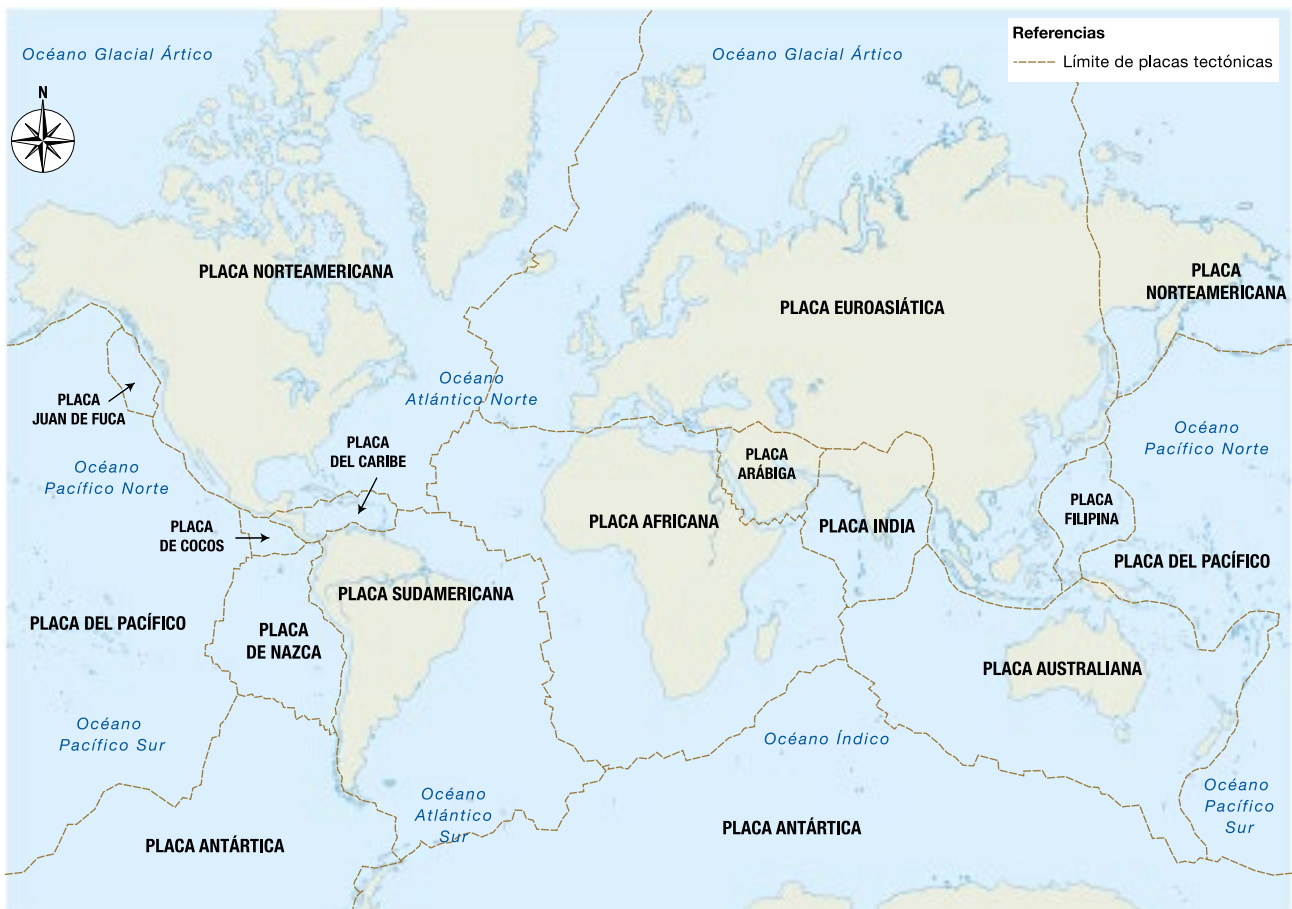 Océano Glacial Ártico
Océano Glacial Ártico
Referencias
Límite de placas tectónicas
N
PLACA NORTEAMERICANA
PLACA
NORTEAMERICANA
PLACA EUROASIÁTICA
PLACA
JUAN DE FUCA
Océano
Atlántico Norte
Océano
Pacífico Norte
PLACA
DEL CARIBE
Océano
Pacífico Norte
PLACA
ARÁBIGA
PLACA
DE COCOS
PLACA AFRICANA
PLACA INDIA
PLACA
FILIPINA
PLACA DEL PACÍFICO
PLACA SUDAMERICANA
PLACA DEL PACÍFICO
PLACA
DE NAZCA
PLACA AUSTRALIANA
Océano
Pacífico Sur
Océano Índico
Océano
Atlántico
Sur
Océano
Pacífico
Sur
PLACA ANTÁRTICA
PLACA ANTÁRTICA